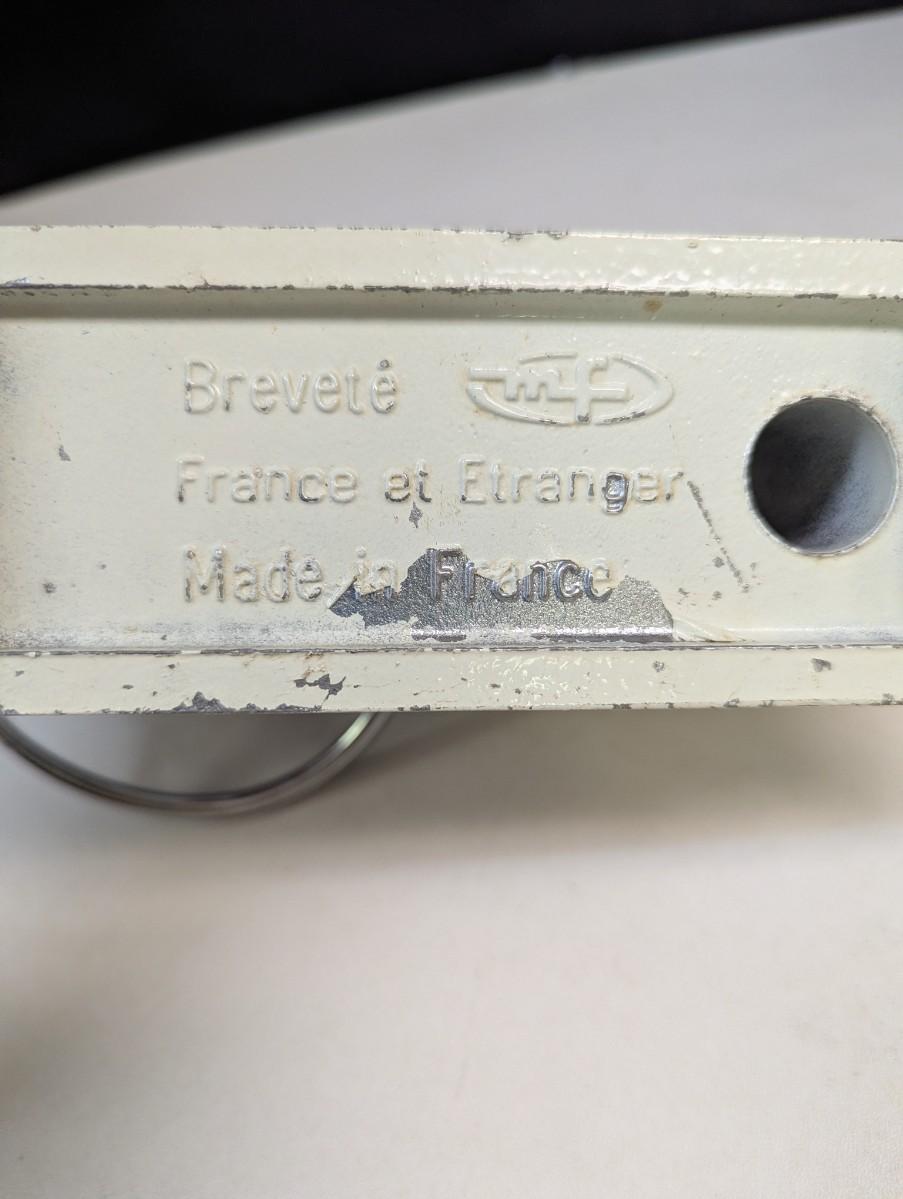 Breveté mf
France et Etranger
Made in France